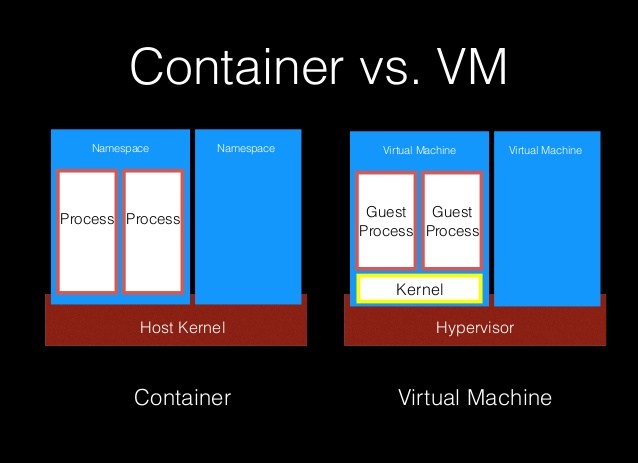 Container vs. VM
Namespace
Namespace
Process
Process
Host Kernel
Container
Virtual Machine
Virtual Machine
Guest
Process
Guest
Process
Kernel
Hypervisor
Virtual Machine